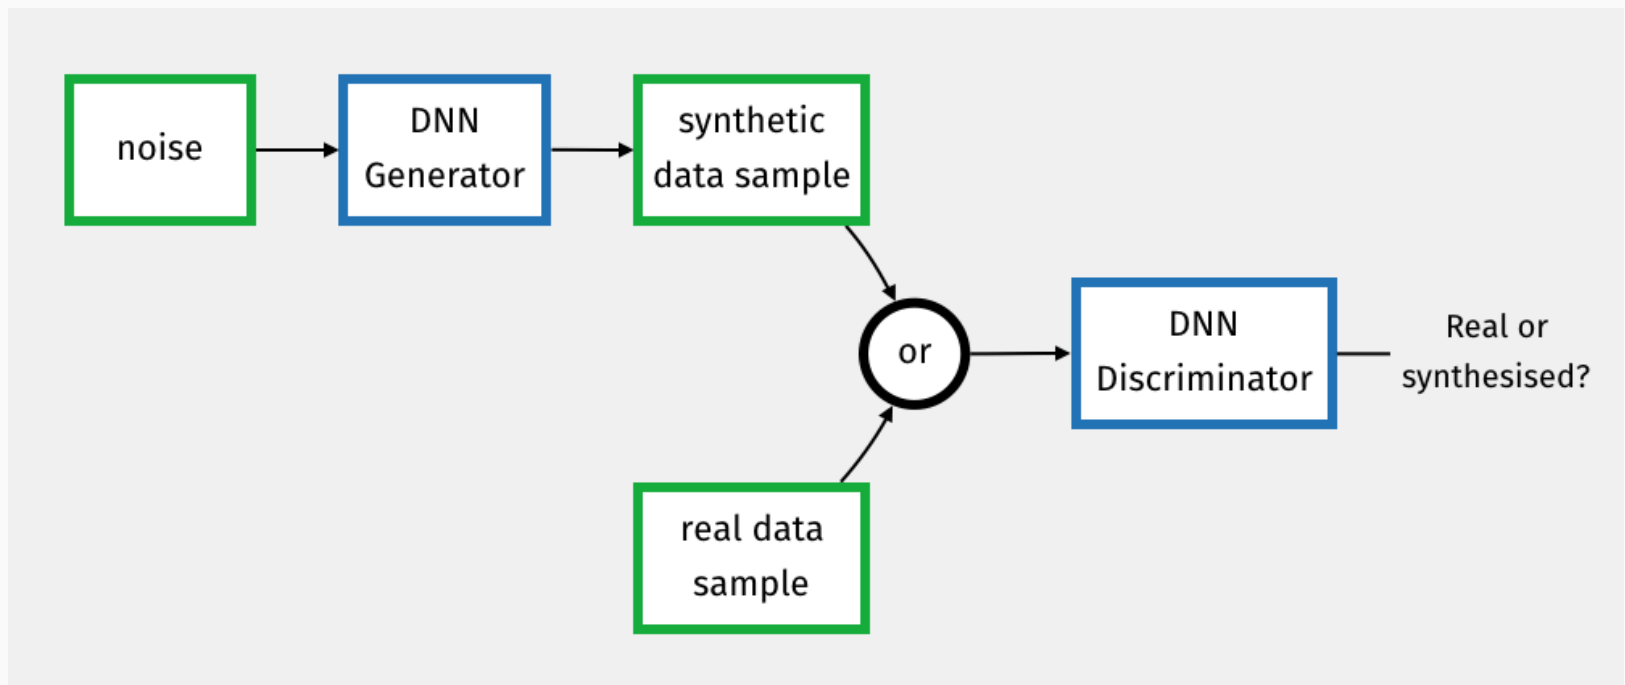 noise
DNN
Generator
synthetic
data sample
or
DNN
Discriminator
Real or
synthesised?
real data
sample